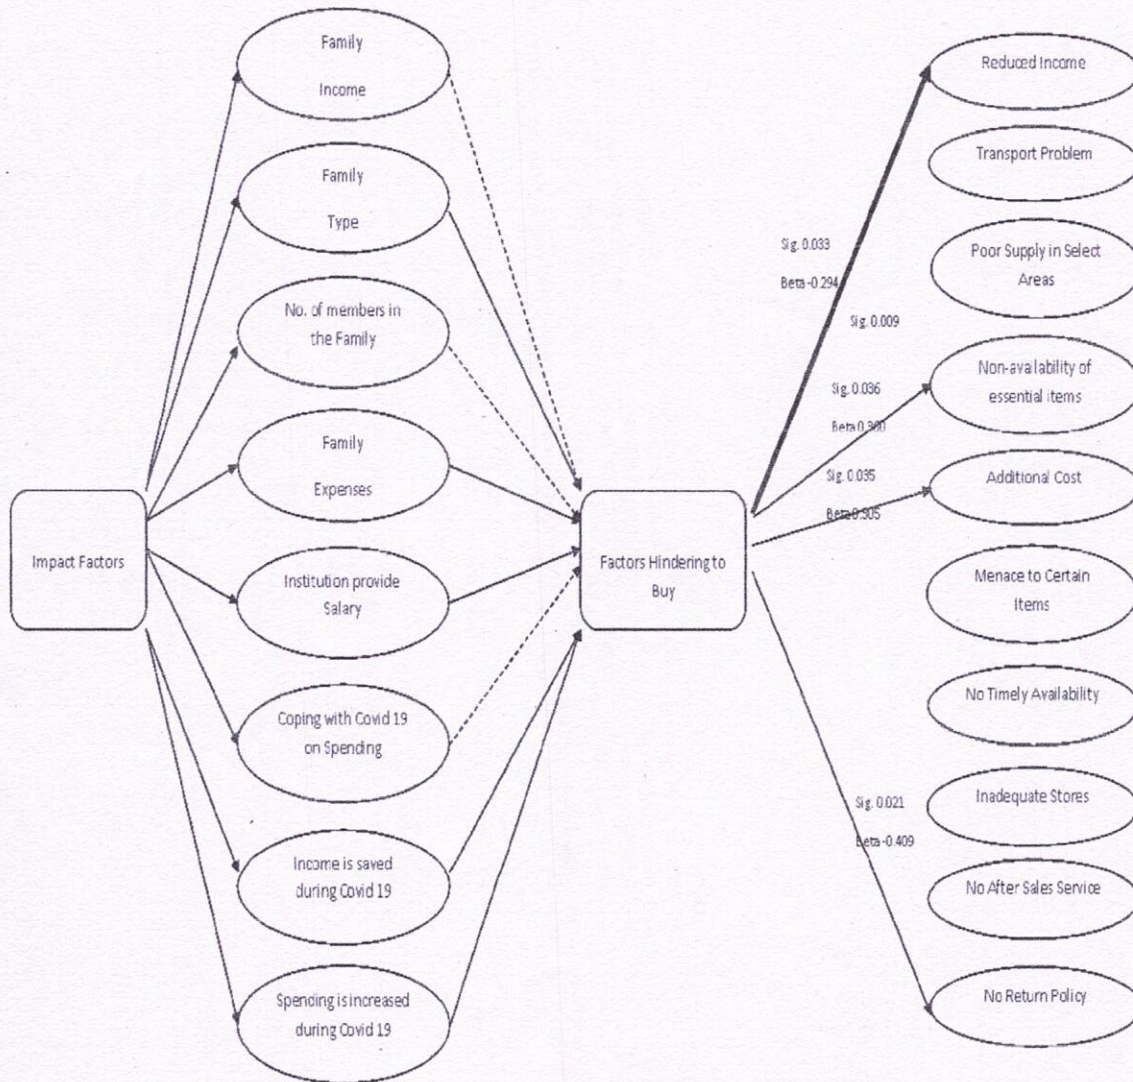 Family
Income
Family
Type
No. of members in
the Family
Family
Expenses
Institution provide
Salary
Coping with Covid 19
on Spending
Income is saved
during Covid 19
Spending is increased
during Covid 19
Impact Factors
Factors Hindering to
Buy
Sig. 0.033
Beta -0.294
Sig. 0.009
Sig. 0.036
Sig. 0.035
Sig. 0.021
Beta -0.409
Reduced Income
Transport Problem
Poor Supply in Select
Areas
Non-availability of
essential items
Additional Cost
Menace to Certain
Items
No Timely Availability
Inadequate Stores
No After Sales Service
No Return Policy